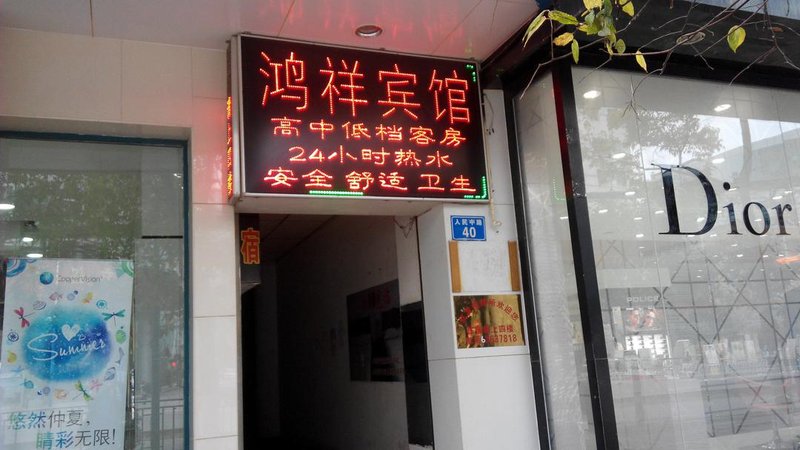 鸿祥宾馆
高中低档客房
24小时热水
安全 舒适 卫生
宿
人民中路
40
CooperVision
Summer
悠然仲夏,
睛彩无限!
Dior
POLICE